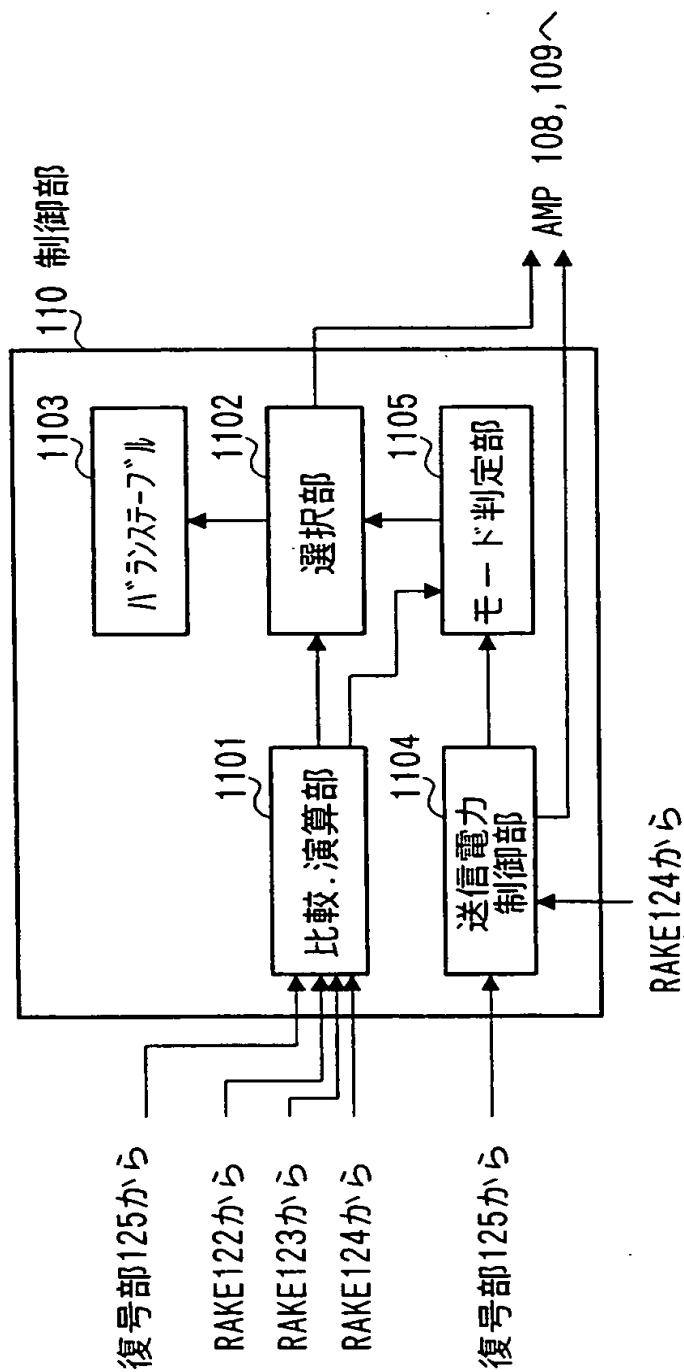 110 制御部
1103
バランステーブル
1102
選択部
1105
モード判定部
1101
比較.演算部
1104
送信電力
制御部
復号部125から
RAKE122から
RAKE123から
RAKE124から
復号部125から
RAKE124から
AMP 108,109へ